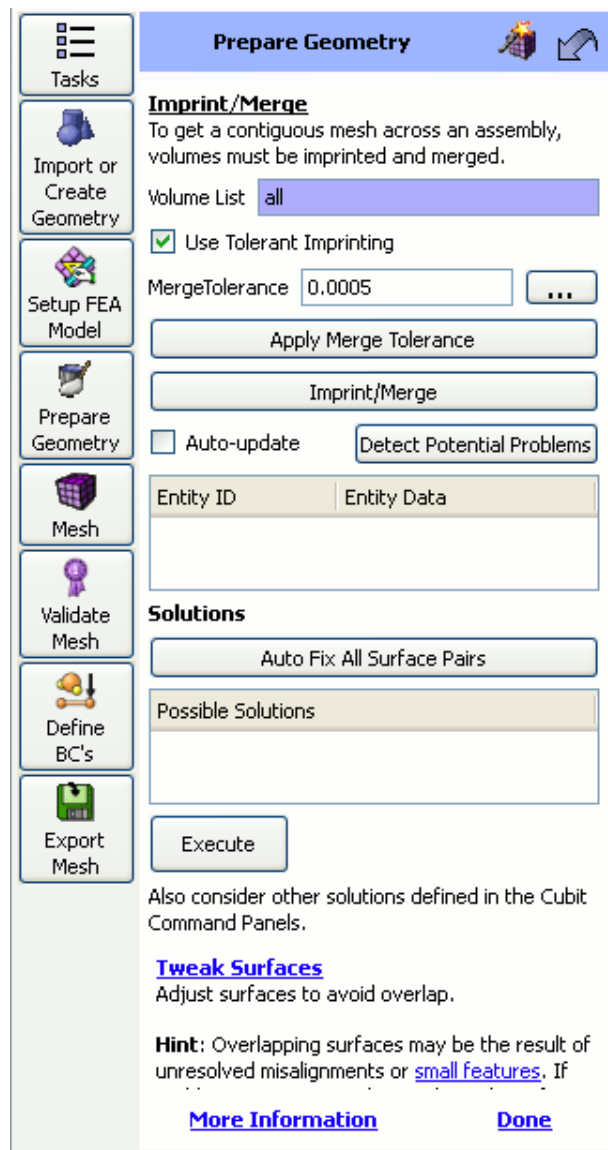 Tasks
Import or
Create
Geometry
Setup FEA
Model
Prepare
Geometry
Mesh
Validate
Mesh
Define
BC's
Export
Mesh
Prepare Geometry
Imprint/Merge
To get a contiguous mesh across an assembly,
volumes must be imprinted and merged.
Volume List all
Use Tolerant Imprinting
MergeTolerance 0.0005 ...
Apply Merge Tolerance
Imprint/Merge
Auto-update Detect Potential Problems
Entity ID Entity Data
Solutions
Auto Fix All Surface Pairs
Possible Solutions
Execute
Also consider other solutions defined in the Cubit
Command Panels.
Tweak Surfaces
Adjust surfaces to avoid overlap.
Hint: Overlapping surfaces may be the result of
unresolved misalignments or small features. If
More Information Done